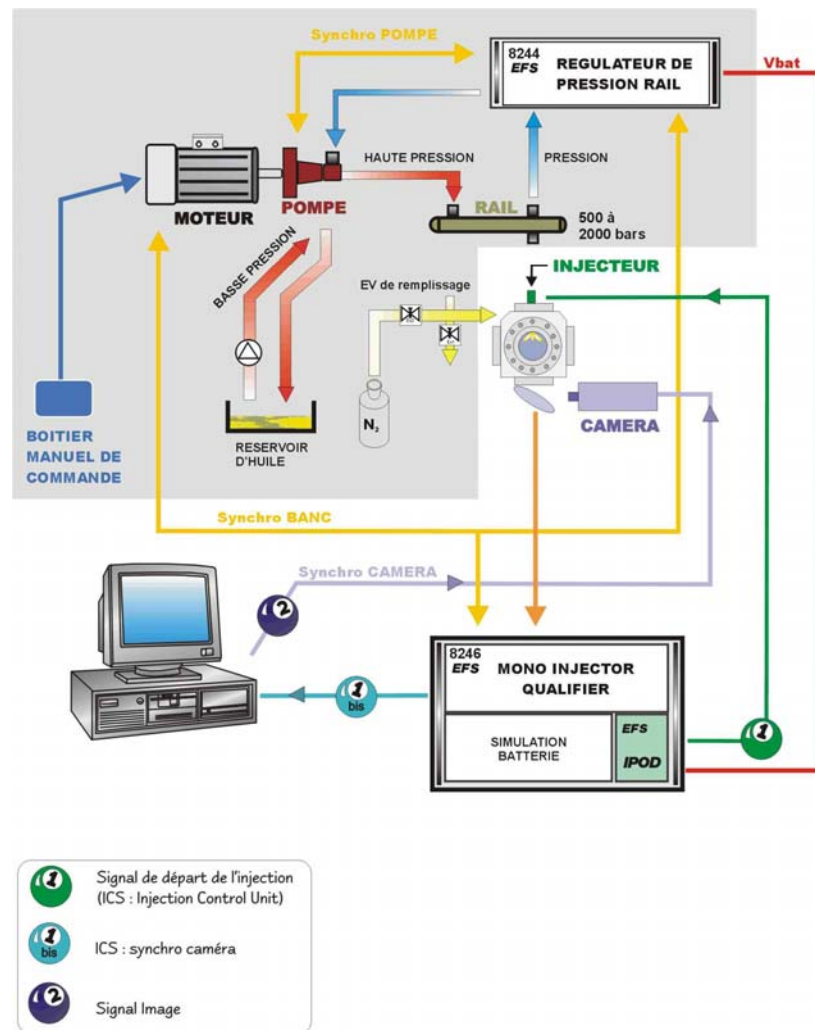 Synchro POMPE
8244
EFS
REGULATEUR DE
PRESSION RAIL
Vbat
HAUTE PRESSION
PRESSION
MOTEUR
POMPE
RAIL
500 à
2000 bars
BASSE PRESSION
EV de remplissage
INJECTEUR
N2
CAMERA
RESERVOIR
D'HUILE
BOITIER
MANUEL DE
COMMANDE
Synchro BANC
Synchro CAMERA
2
8246
EFS
MONO INJECTOR
QUALIFIER
1
bis
SIMULATION
BATTERIE
EFS
IPOD
1
1
Signal de départ de l'injection
(ICS : Injection Control Unit)
1
bis
ICS : synchro caméra
2
Signal Image